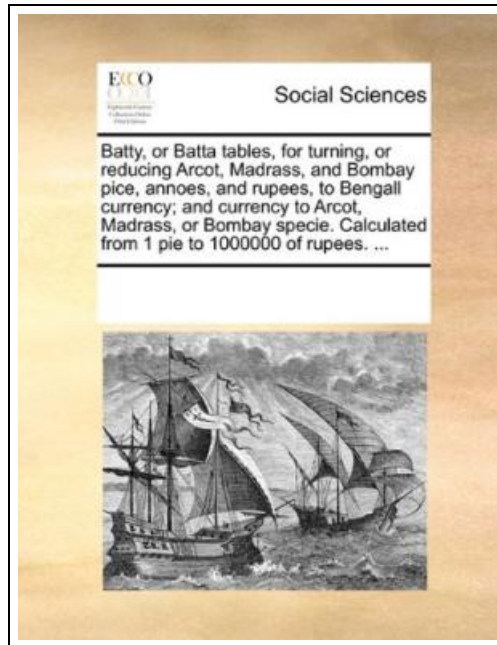 ECCO
Social Sciences
Batty, or Batta tables, for turning, or
reducing Arcot, Madrass, and Bombay
pice, annoes, and rupees, to Bengall
currency; and currency to Arcot,
Madrass, or Bombay specie. Calculated
from 1 pie to 1000000 of rupees. ...